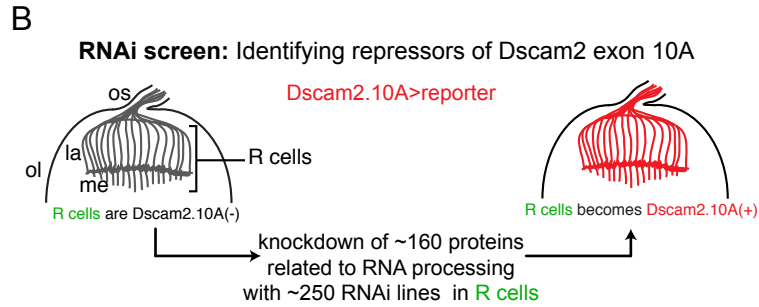 B
RNAi screen: Identifying repressors of Dscam2 exon 10A
Dscam2.10A>reporter
os
ol
la
me
R cells
R cells are Dscam2.10A(-)
R cells becomes Dscam2.10A(+)
knockdown of ~160 proteins
related to RNA processing
with ~250 RNAi lines in R cells